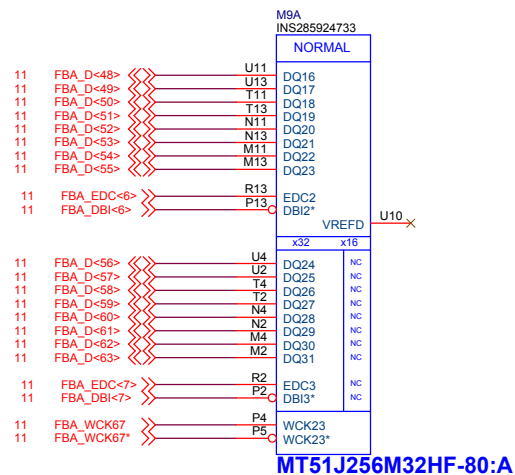 M9A
INS285924733
NORMAL
11 FBA_D<48> U11 DQ16
11 FBA_D<49> U13 DQ17
11 FBA_D<50> T11 DQ18
11 FBA_D<51> T13 DQ19
11 FBA_D<52> N11 DQ20
11 FBA_D<53> N13 DQ21
11 FBA_D<54> M11 DQ22
11 FBA_D<55> M13 DQ23
11 FBA_EDC<6> R13 EDC2
11 FBA_DBI<6> P13 DBI2*
VREFD U10
x32 x16
11 FBA_D<56> U4 DQ24 NC
11 FBA_D<57> U2 DQ25 NC
11 FBA_D<58> T4 DQ26 NC
11 FBA_D<59> T2 DQ27 NC
11 FBA_D<60> N4 DQ28 NC
11 FBA_D<61> N2 DQ29 NC
11 FBA_D<62> M4 DQ30 NC
11 FBA_D<63> M2 DQ31 NC
11 FBA_EDC<7> R2 EDC3 NC
11 FBA_DBI<7> P2 DBI3* NC
11 FBA_WCK67 P4 WCK23
11 FBA_WCK67* P5 WCK23*
MT51J256M32HF-80:A